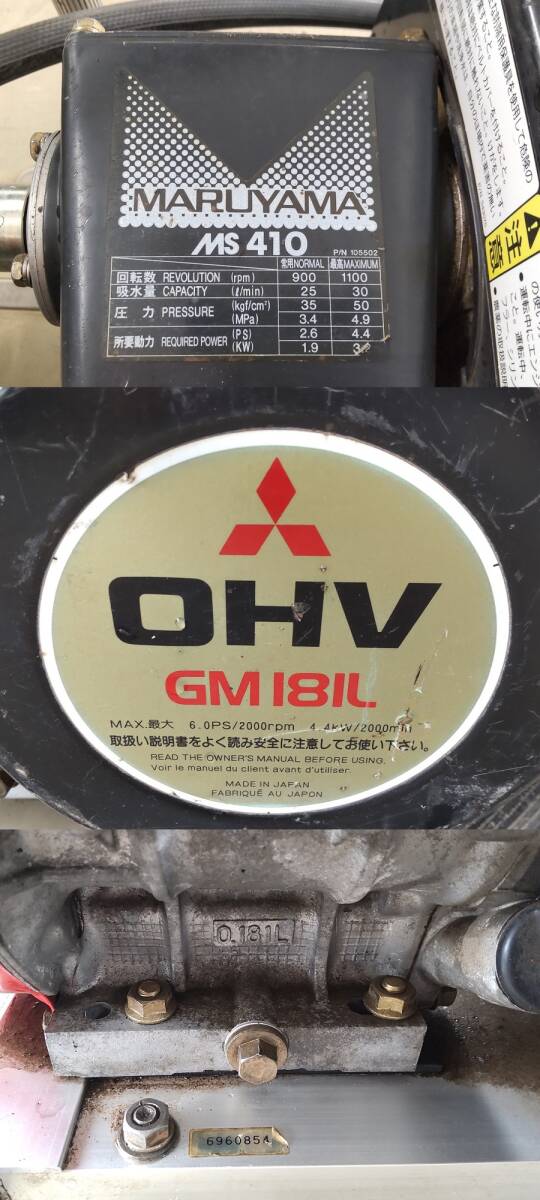 MARUYAMA
MS 410
P/N 105502
常用NORMAL 最高MAXIMUM
回転数 REVOLUTION (rpm) 900 1100
吸水量 CAPACITY (ℓ/min) 25 30
圧 力 PRESSURE (kgf/cm²) 35 50
(MPa) 3.4 4.9
所要動力 REQUIRED POWER (PS) 2.6 4.4
(KW) 1.9 3.2
注意
OHV
GM181L
MAX.最大 6.0PS/2000rpm 4.4kW/2000min
取扱い説明書をよく読み安全に注意してお使い下さい。
READ THE OWNER'S MANUAL BEFORE USING.
Voir le manuel du client avant d'utiliser.
MADE IN JAPAN
FABRIQUÉ AU JAPON
0.181L
6960854